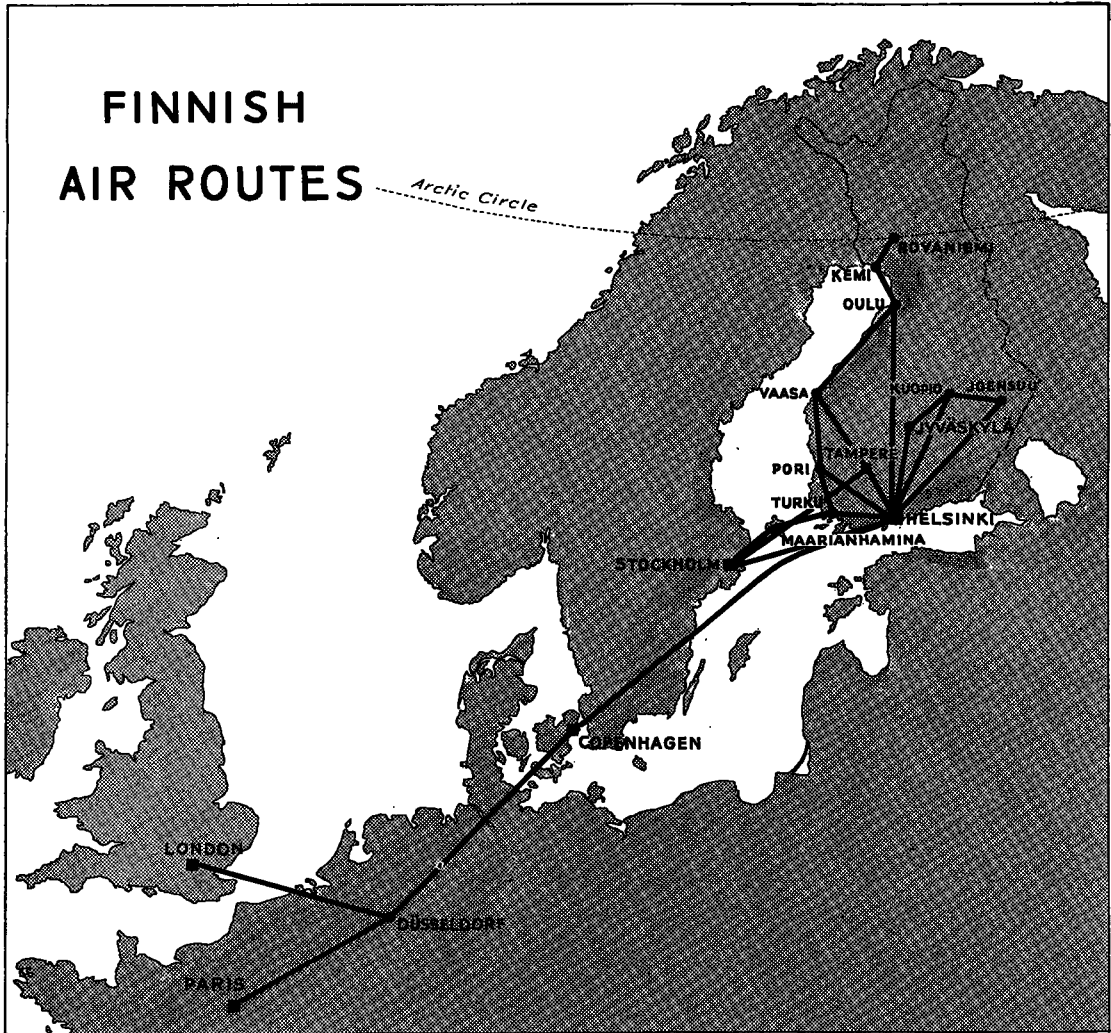 FINNISH
AIR ROUTES
Arctic Circle
ROVANIEMI
KEMI
OULU
VAASA
KUOPIO
JOENSUU
JYVÄSKYLÄ
TAMPERE
PORI
TURKU
HELSINKI
MAARIANHAMINA
STOCKHOLM
COPENHAGEN
LONDON
DÜSSELDORF
PARIS